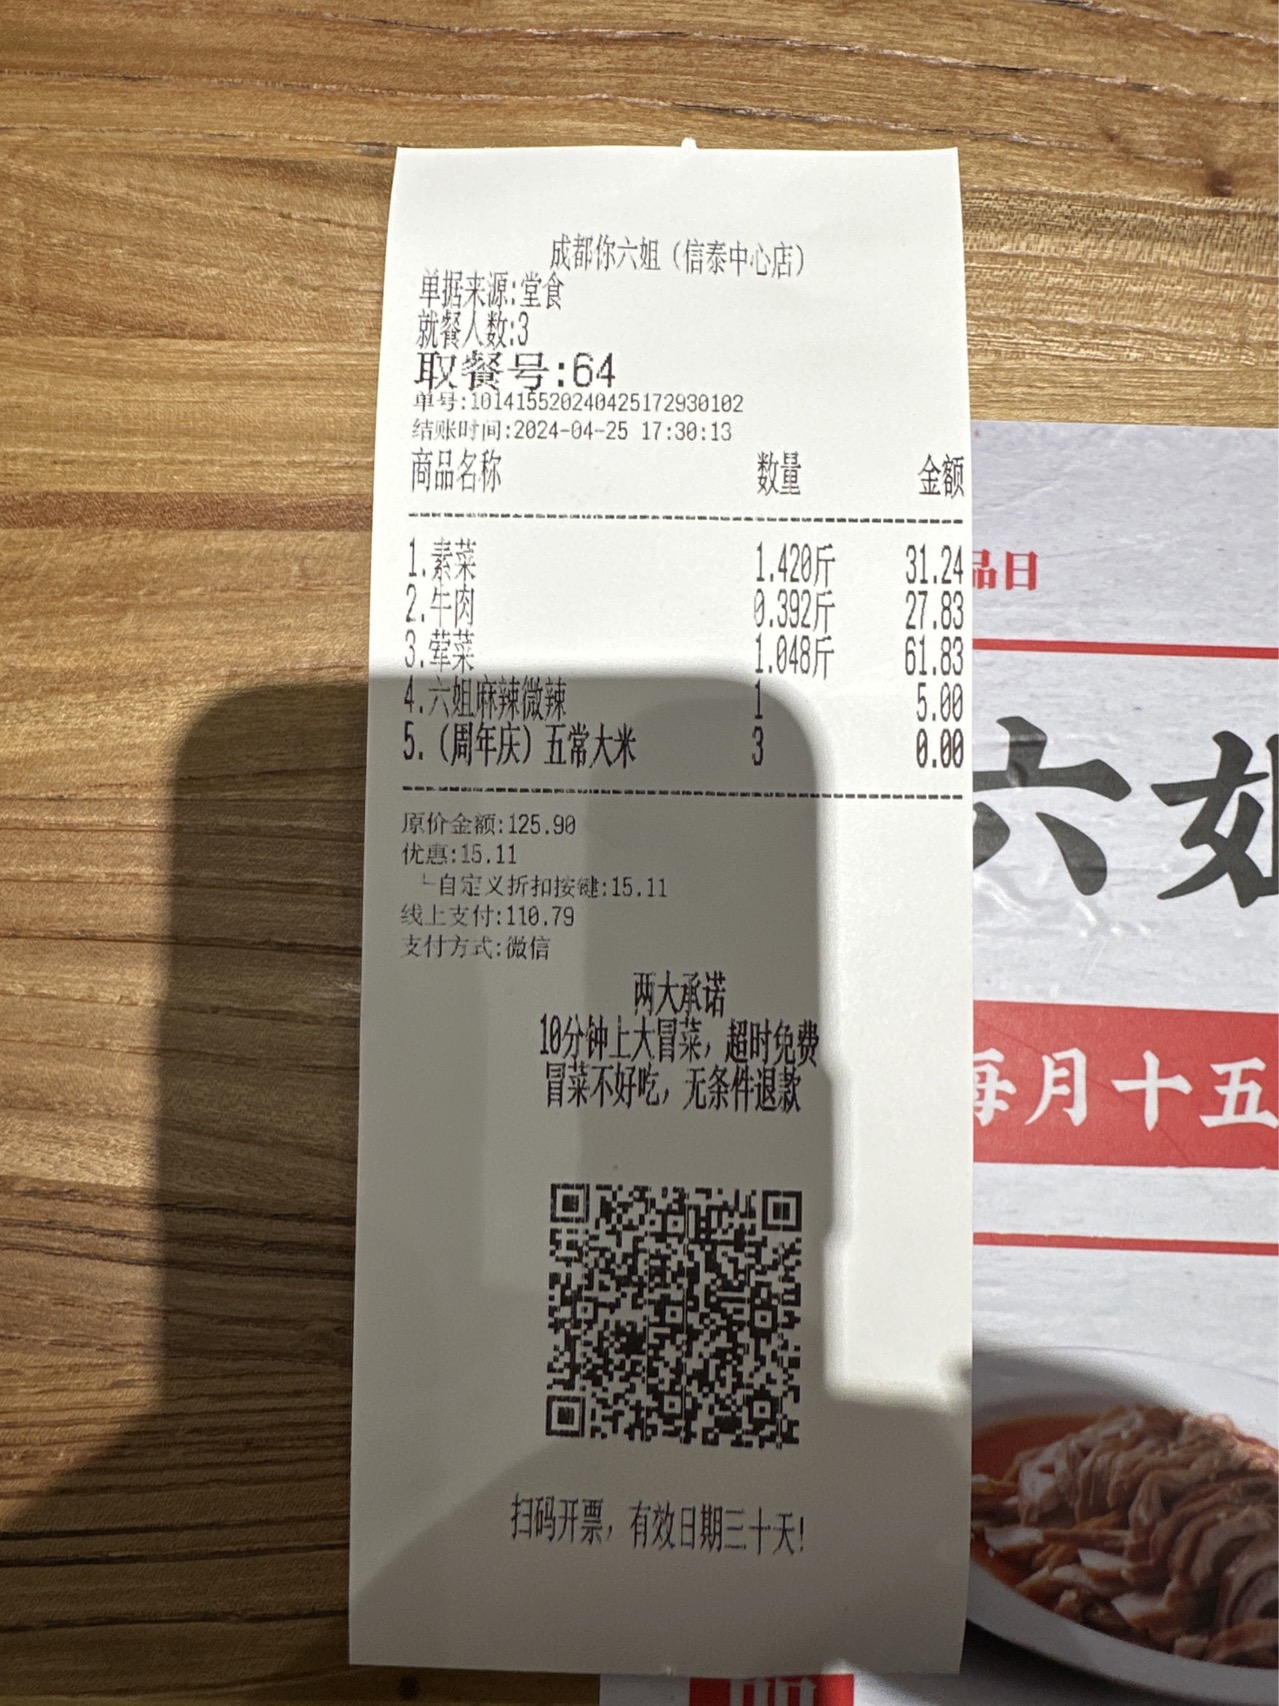 成都你六姐（信泰中心店）
单据来源:堂食
就餐人数:3
取餐号:64
单号:10141552024042517293​0102
结账时间:2024-04-25 17:30:13
商品名称 数量 金额
1.素菜 1.420斤 31.24
2.牛肉 0.392斤 27.83
3.荤菜 1.048斤 61.83
4.六姐麻辣微辣 1 5.00
5.（周年庆）五常大米 3 0.00
原价金额:125.90
优惠:15.11
└自定义折扣按键:15.11
线上支付:110.79
支付方式:微信
两大承诺
10分钟上大冒菜，超时免费
冒菜不好吃，无条件退款
扫码开票，有效日期三十天!
品日
六姐
每月十五